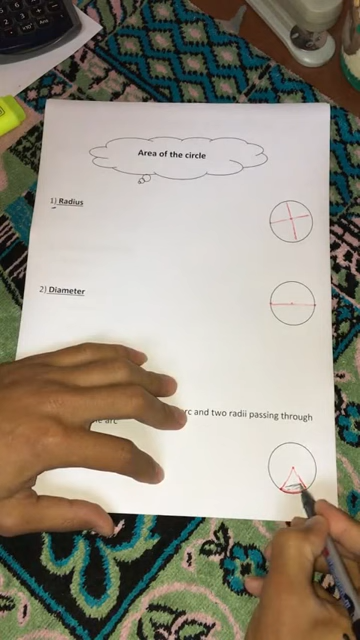 Area of the circle
1) Radius
2) Diameter
rc and two radii passing through
arc